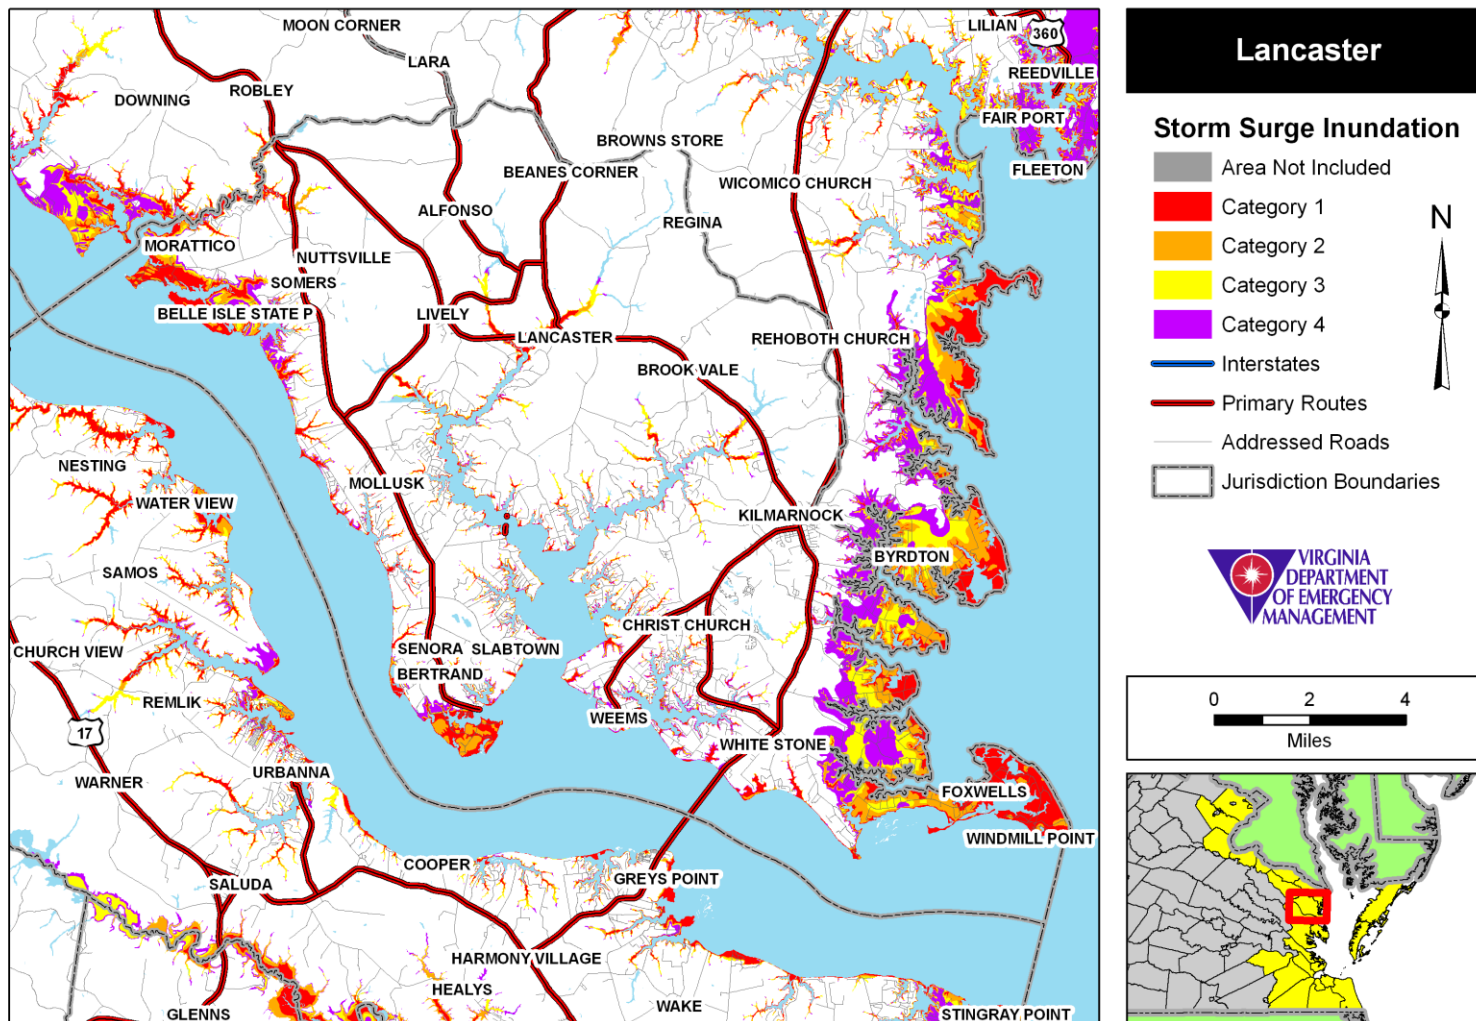 MOON CORNER
LILIAN
360
LARA
REEDVILLE
ROBLEY
DOWNING
FAIR PORT
BROWNS STORE
BEANES CORNER
FLEETON
WICOMICO CHURCH
ALFONSO
REGINA
MORATTICO
NUTTSVILLE
SOMERS
BELLE ISLE STATE P
LIVELY
LANCASTER
REHOBOTH CHURCH
BROOK VALE
NESTING
MOLLUSK
WATER VIEW
KILMARNOCK
BYRDTON
SAMOS
CHRIST CHURCH
CHURCH VIEW
SENORA
SLABTOWN
BERTRAND
REMLIK
WEEMS
17
WHITE STONE
URBANNA
WARNER
FOXWELLS
WINDMILL POINT
COOPER
GREYS POINT
SALUDA
HARMONY VILLAGE
HEALYS
WAKE
GLENNS
STINGRAY POINT
Lancaster
Storm Surge Inundation
Area Not Included
Category 1
Category 2
Category 3
Category 4
Interstates
Primary Routes
Addressed Roads
Jurisdiction Boundaries
N
VIRGINIA
DEPARTMENT
OF EMERGENCY
MANAGEMENT
0 2 4
Miles